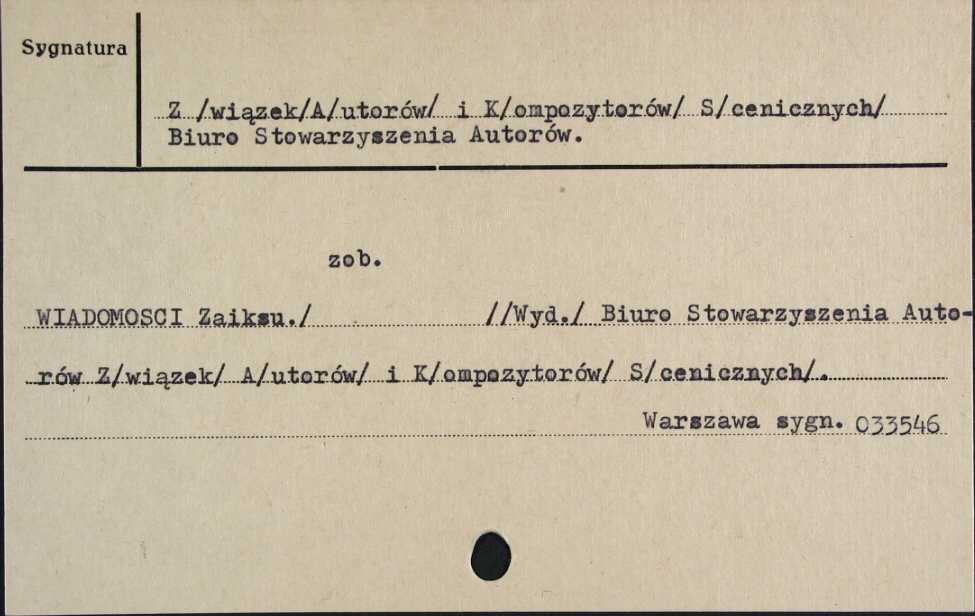 Sygnatura
Z /wiązek/A/utorów/ i K/ompozytorów/ S/cenicznych/
Biuro Stowarzyszenia Autorów.
zob.
WIADOMOSCI Zaiksu./ //Wyd./ Biuro Stowarzyszenia Auto-
rów Z/wiązek/ A/utorów/ i K/ompozytorów/ S/cenicznych/.
Warszawa sygn. 033546